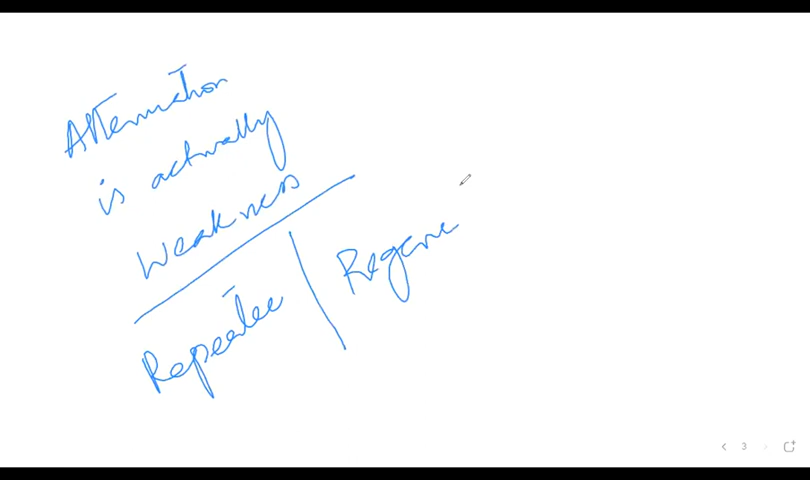 Attenuation
is actually
weakness
Repeater
Regene
3